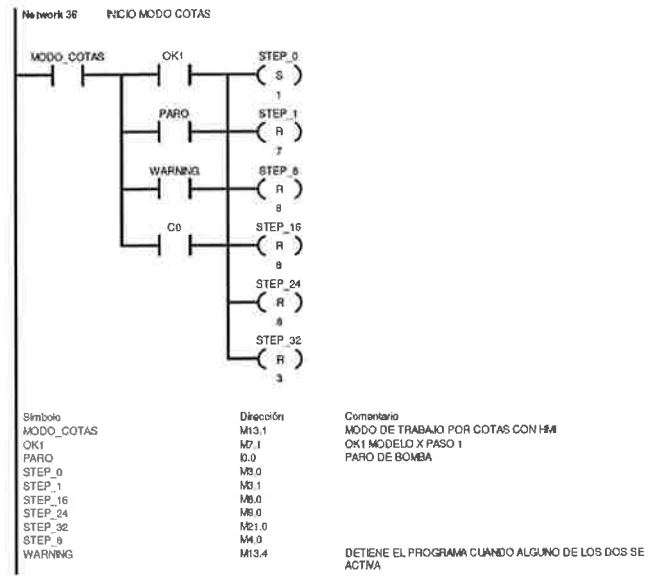 Network 36 INICIO MODO COTAS
MODO_COTAS OK1 STEP_0
S
1
PARO STEP_1
R
7
WARNING STEP_8
R
8
C0 STEP_16
R
8
STEP_24
R
8
STEP_32
R
3
Símbolo Dirección Comentario
MODO_COTAS M13.1 MODO DE TRABAJO POR COTAS CON HMI
OK1 M7.1 OK1 MODELO X PASO 1
PARO I0.0 PARO DE BOMBA
STEP_0 M3.0
STEP_1 M3.1
STEP_16 M8.0
STEP_24 M9.0
STEP_32 M21.0
STEP_8 M4.0
WARNING M13.4 DETIENE EL PROGRAMA CUANDO ALGUNO DE LOS DOS SE
ACTIVA